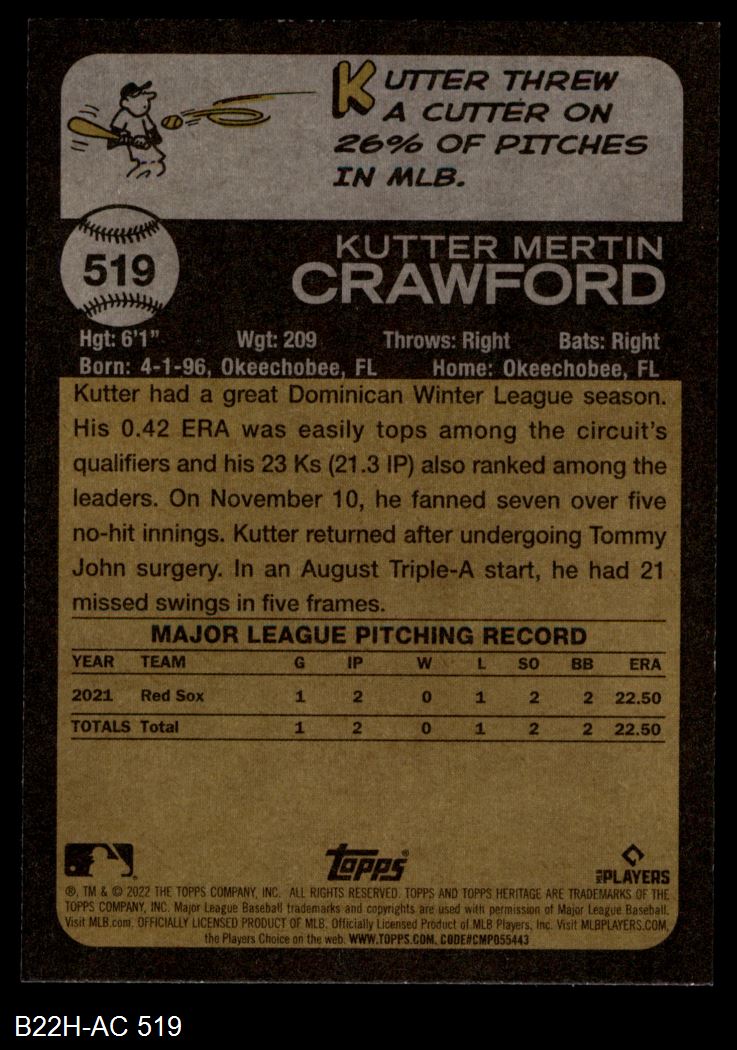 KUTTER THREW
A CUTTER ON
26% OF PITCHES
IN MLB.
519
KUTTER MERTIN
CRAWFORD
Hgt: 6'1" Wgt: 209 Throws: Right Bats: Right
Born: 4-1-96, Okeechobee, FL Home: Okeechobee, FL
Kutter had a great Dominican Winter League season.
His 0.42 ERA was easily tops among the circuit's
qualifiers and his 23 Ks (21.3 IP) also ranked among the
leaders. On November 10, he fanned seven over five
no-hit innings. Kutter returned after undergoing Tommy
John surgery. In an August Triple-A start, he had 21
missed swings in five frames.
MAJOR LEAGUE PITCHING RECORD
YEAR TEAM G IP W L SO BB ERA
2021 Red Sox 1 2 0 1 2 2 22.50
TOTALS Total 1 2 0 1 2 2 22.50
Topps®
MLB PLAYERS
®, TM & © 2022 THE TOPPS COMPANY, INC. ALL RIGHTS RESERVED. TOPPS AND TOPPS HERITAGE ARE TRADEMARKS OF THE
TOPPS COMPANY, INC. Major League Baseball trademarks and copyrights are used with permission of Major League Baseball.
Visit MLB.com. OFFICIALLY LICENSED PRODUCT OF MLB Players, Inc. Visit MLBPLAYERS.COM,
the Players Choice on the web. WWW.TOPPS.COM. CODE#CMP055443
B22H-AC 519